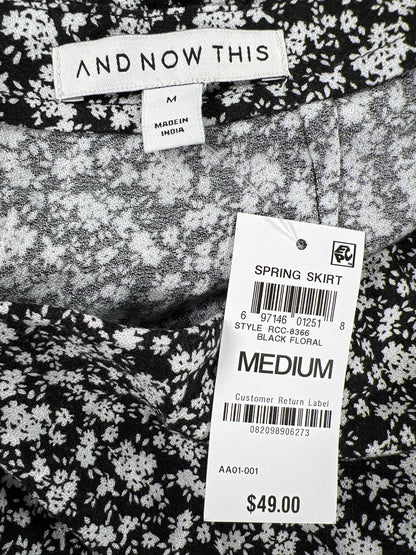 AND NOW THIS
M
MADE IN
INDIA
SPRING SKIRT
6 97146 01251 8
STYLE RCC-8366
BLACK FLORAL
MEDIUM
Customer Return Label
082098906273
AA01-001
$49.00